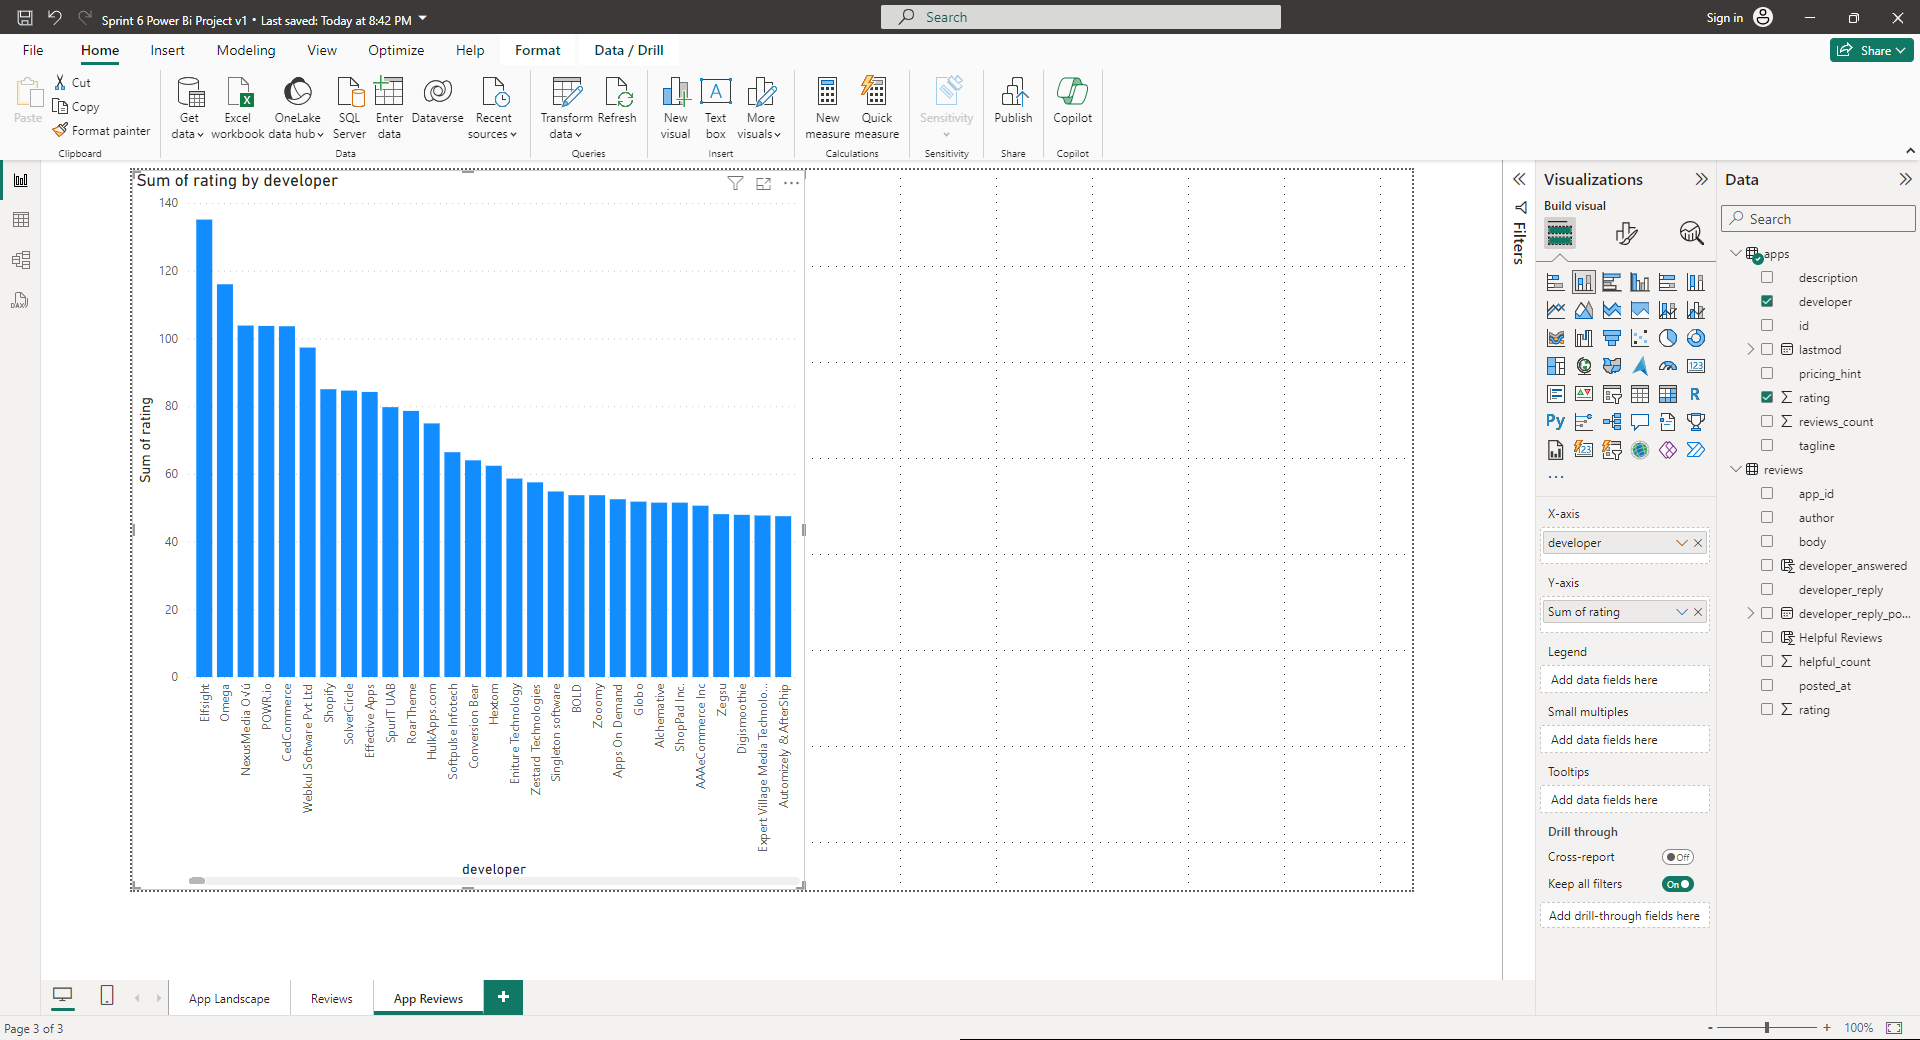 Sprint 6 Power Bi Project v1 • Last saved: Today at 8:42 PM
Search
Sign in
File
Home
Insert
Modeling
View
Optimize
Help
Format
Data / Drill
Share
Paste
Cut
Copy
Format painter
Clipboard
Get
data
Excel
workbook
OneLake
data hub
SQL
Server
Enter
data
Dataverse
Recent
sources
Data
Transform
data
Refresh
Queries
New
visual
Text
box
More
visuals
Insert
New
measure
Quick
measure
Calculations
Sensitivity
Sensitivity
Publish
Share
Copilot
Copilot
Sum of rating by developer
140
120
100
80
60
40
20
0
Sum of rating
Elfsight
Omega
NexusMedia OÜ
POWR.io
CedCommerce
Webkul Software Pvt Ltd
Shopify
SolverCircle
Effective Apps
SpurIT UAB
RoarTheme
HulkApps.com
Softpulse Infotech
Conversion Bear
Hextom
Eniture Technology
Zestard Technologies
Singleton software
BOLD
Zooomy
Apps On Demand
Globo
Alchemative
ShopPad Inc.
AAAeCommerce Inc
Zegsu
Digismoothie
Expert Village Media Technolo...
Automizely & AfterShip
developer
Filters
Visualizations
Build visual
123
R
Py
123
...
X-axis
developer
Y-axis
Sum of rating
Legend
Add data fields here
Small multiples
Add data fields here
Tooltips
Add data fields here
Drill through
Cross-report
Off
Keep all filters
On
Add drill-through fields here
Data
Search
apps
description
developer
id
lastmod
pricing_hint
rating
reviews_count
tagline
reviews
app_id
author
body
developer_answered
developer_reply
developer_reply_po...
Helpful Reviews
helpful_count
posted_at
rating
DAX
App Landscape
Reviews
App Reviews
+
Page 3 of 3
- + 100%